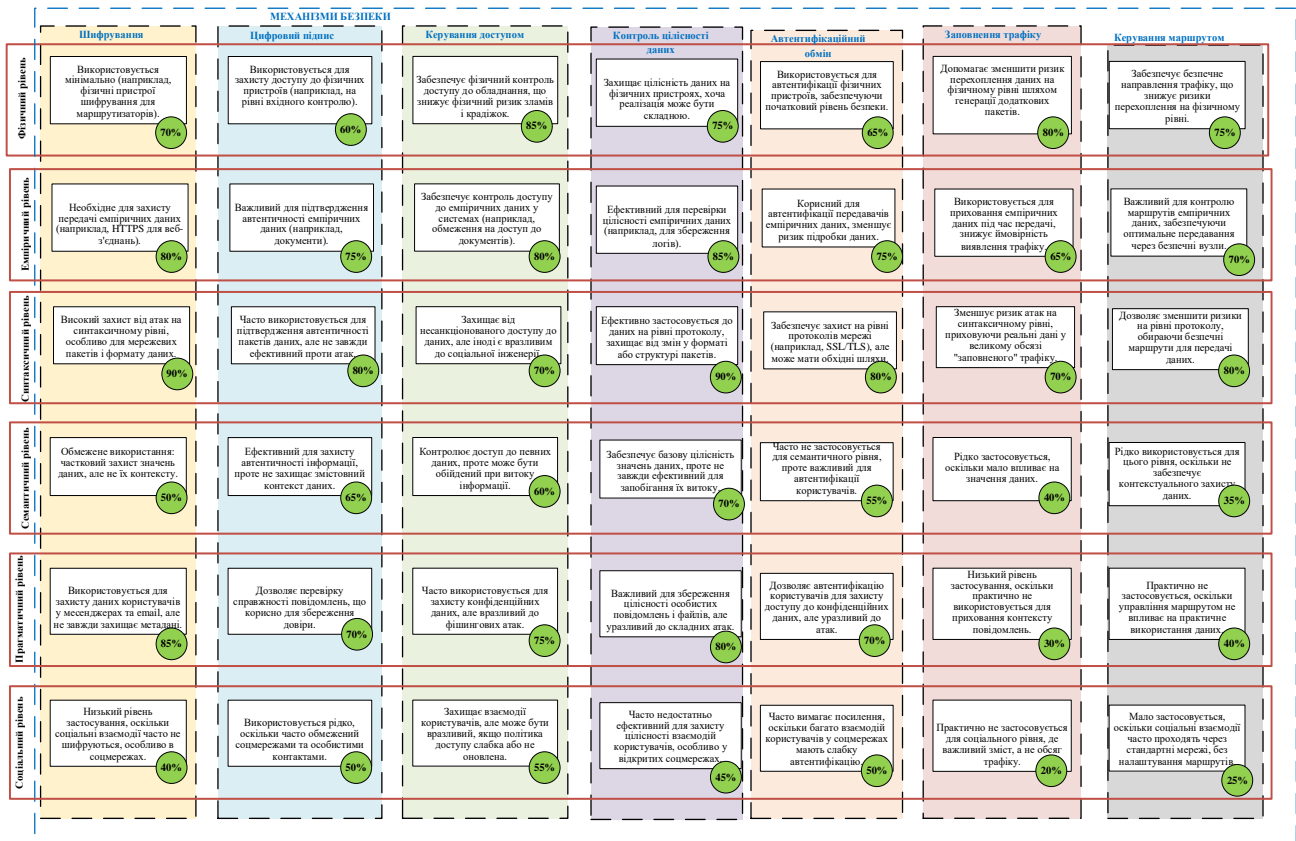 МЕХАНІЗМИ БЕЗПЕКИ
Шифрування
Цифровий підпис
Керування доступом
Контроль цілісності
даних
Автентифікаційний
обмін
Заповнення трафіку
Керування маршрутом
Фізичний рівень
Використовується
мінімально (наприклад,
фізичні пристрої
шифрування для
маршрутизаторів).
70%
Використовується для
захисту доступу до фізичних
пристроїв (наприклад, на
рівні вхідного контролю).
60%
Забезпечує фізичний контроль
доступу до обладнання, що
знижує фізичний ризик зламів
і крадіжок.
85%
Захищає цілісність даних на
фізичних пристроях, хоча
реалізація може бути
складною.
75%
Використовується для
автентифікації фізичних
пристроїв, забезпечуючи
початковий рівень безпеки.
65%
Допомагає зменшити ризик
перехоплення даних на
фізичному рівні шляхом
генерації додаткових
пакетів.
80%
Забезпечує безпечне
направлення трафіку, що
знижує ризики
перехоплення на фізичному
рівні.
75%
Емпіричний рівень
Необхідне для захисту
передачі емпіричних даних
(наприклад, HTTPS для веб-
з'єднань).
80%
Важливий для підтвердження
автентичності емпіричних
даних (наприклад,
документи).
75%
Забезпечує контроль доступу
до емпіричних даних у
системах (наприклад,
обмеження на доступ до
документів).
80%
Ефективний для перевірки
цілісності емпіричних даних
(наприклад, для збереження
логів).
85%
Корисний для
автентифікації передавачів
емпіричних даних, зменшує
ризик підробки даних.
75%
Використовується для
приховання емпіричних
даних під час передачі,
знижує ймовірність
виявлення трафіку.
65%
Важливий для контролю
маршрутів емпіричних
даних, забезпечуючи
оптимальне передавання
через безпечні вузли.
70%
Синтаксичний рівень
Високий захист від атак на
синтаксичному рівні,
особливо для мережевих
пакетів і формату даних.
90%
Часто використовується для
підтвердження автентичності
пакетів даних, але не завжди
ефективний проти атак.
80%
Захищає від
несанкціонованого доступу до
даних, але іноді є вразливим
до соціальної інженерії.
70%
Ефективно застосовується до
даних на рівні протоколу,
захищає від змін у форматі
або структурі пакетів.
90%
Забезпечує захист на рівні
протоколів мережі
(наприклад, SSL/TLS), але
може мати обхідні шляхи.
80%
Зменшує ризик атак на
синтаксичному рівні,
приховуючи реальні дані у
великому обсязі
"заповненого" трафіку.
70%
Дозволяє зменшити ризики
на рівні протоколу,
обираючи безпечні
маршрути для передачі
даних.
80%
Семантичний рівень
Обмежене використання:
частковий захист значень
даних, але не їх контексту.
50%
Ефективний для захисту
автентичності інформації,
проте не захищає змістовний
контекст даних.
65%
Контролює доступ до певних
даних, проте може бути
обійдений при витоку
інформації.
60%
Забезпечує базову цілісність
значень даних, проте не
завжди ефективний для
запобігання їх витоку.
70%
Часто не застосовується
для семантичного рівня,
проте важливий для
автентифікації
користувачів.
55%
Рідко застосовується,
оскільки мало впливає на
значення даних.
40%
Рідко використовується для
цього рівня, оскільки не
забезпечує
контекстуального захисту
даних.
35%
Прагматичний рівень
Використовується для
захисту даних користувачів
у месенджерах та email, але
не завжди захищає метадані.
85%
Дозволяє перевірку
справжності повідомлень, що
корисно для збереження
довіри.
70%
Часто використовується для
захисту конфіденційних
даних, але вразливий до
фішингових атак.
75%
Важливий для збереження
цілісності особистих
повідомлень і файлів, але
уразливий до складних атак.
80%
Дозволяє автентифікацію
користувачів для захисту
доступу до конфіденційних
даних, але уразливий до
атак.
70%
Низький рівень
застосування, оскільки
практично не
використовується для
приховання контексту
повідомлень.
30%
Практично не
застосовується, оскільки
управління маршрутом не
впливає на практичне
використання даних.
40%
Соціальний рівень
Низький рівень
застосування, оскільки
соціальні взаємодії часто не
шифруються, особливо в
соцмережах.
40%
Використовується рідко,
оскільки часто обмежений
соцмережами та особистими
контактами.
50%
Захищає взаємодії
користувачів, але може бути
вразливий, якщо політика
доступу слабка або не
оновлена.
55%
Часто недостатньо
ефективний для захисту
цілісності взаємодій
користувачів, особливо у
відкритих соцмережах.
45%
Часто вимагає посилення,
оскільки багато взаємодій
користувачів у соцмережах
мають слабку
автентифікацію.
50%
Практично не застосовується
для соціального рівня, де
важливий зміст, а не обсяг
трафіку.
20%
Мало застосовується,
оскільки соціальні взаємодії
часто проходять через
стандартні мережі, без
налаштування маршрутів.
25%